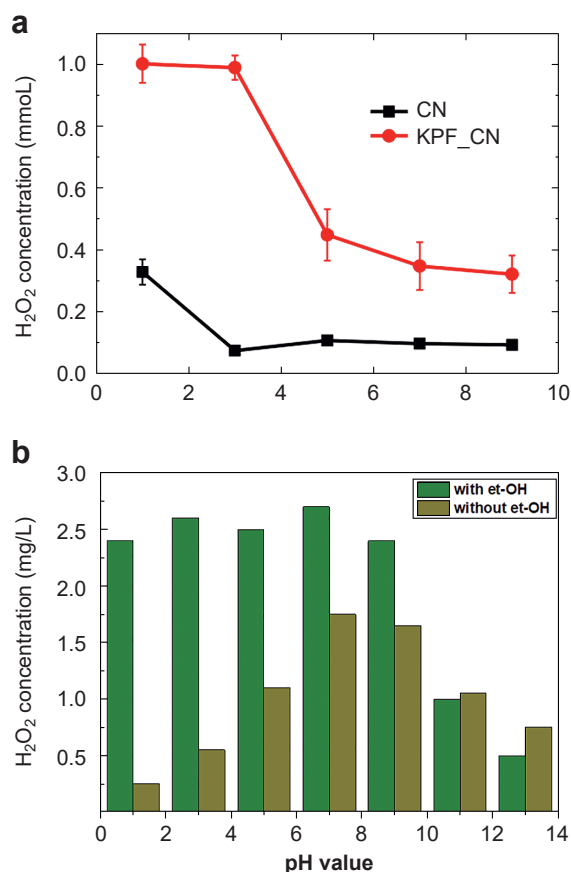 a
H₂O₂ concentration (mmoL)
1.0
0.8
0.6
0.4
0.2
0.0
0 2 4 6 8 10
CN
KPF_CN
b
H₂O₂ concentration (mg/L)
3.0
2.5
2.0
1.5
1.0
0.5
with et-OH
without et-OH
0 2 4 6 7 8 10 12 14
pH value